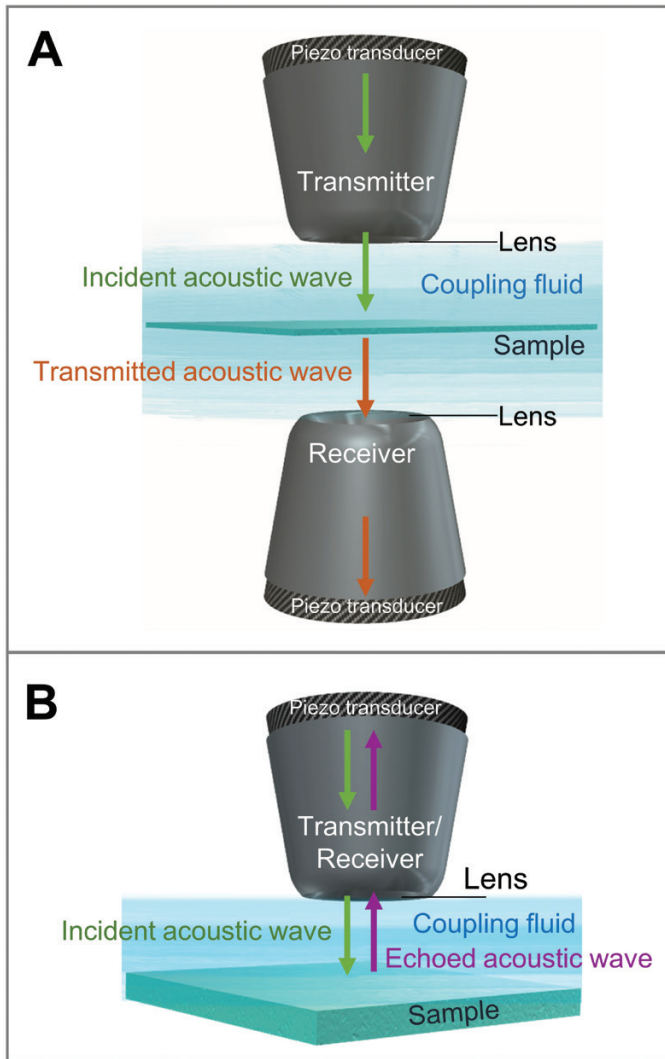 A
Piezo transducer
Transmitter
Lens
Incident acoustic wave
Coupling fluid
Sample
Transmitted acoustic wave
Lens
Receiver
Piezo transducer
B
Piezo transducer
Transmitter/
Receiver
Lens
Incident acoustic wave
Coupling fluid
Echoed acoustic wave
Sample